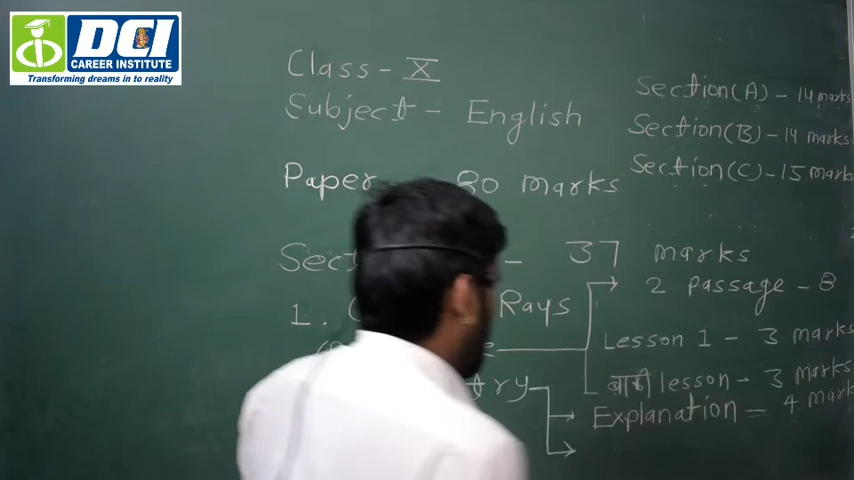 DCI
CAREER INSTITUTE
Transforming dreams in to reality
Class - X
Subject - English
Paper 80 marks
Section(A) - 14 marks
Section(B) - 14 marks
Section(C) - 15 mark
Sect - 37 marks
1. Rays
2 passage - 8
Lesson 1 - 3 marks
बाकी lesson - 3 marks
try
Explanation = 4 mark